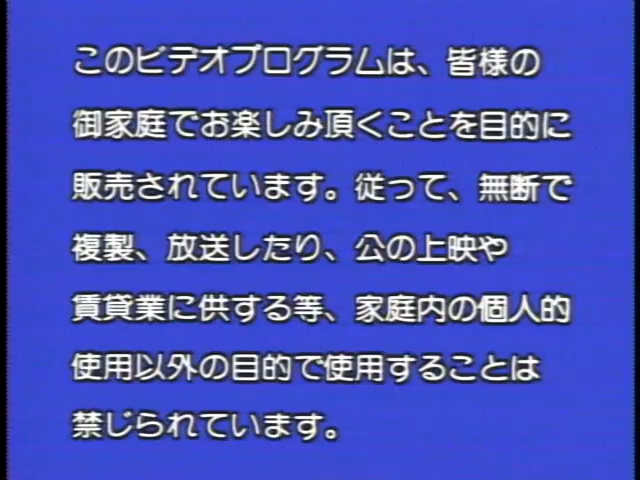 このビデオプログラムは、皆様の
御家庭でお楽しみ頂くことを目的に
販売されています。従って、無断で
複製、放送したり、公の上映や
賃貸業に供する等、家庭内の個人的
使用以外の目的で使用することは
禁じられています。